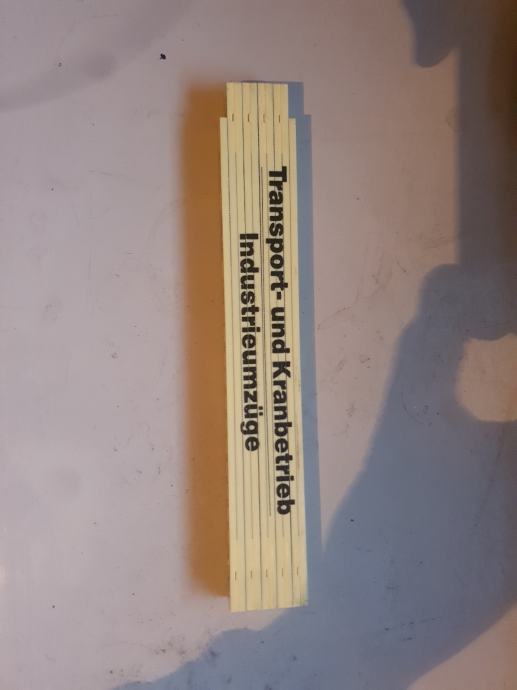 Transport- und Kranbetrieb
Industrieumzüge